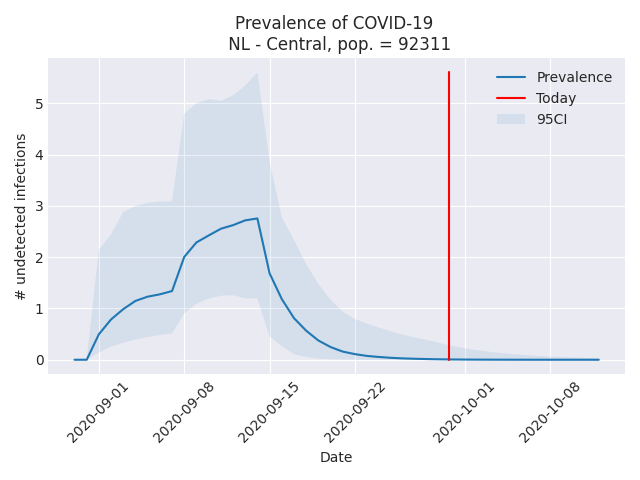 Prevalence of COVID-19
NL - Central, pop. = 92311
Prevalence
Today
95CI
# undetected infections
5
4
3
2
1
0
2020-09-01
2020-09-08
2020-09-15
2020-09-22
2020-10-01
2020-10-08
Date